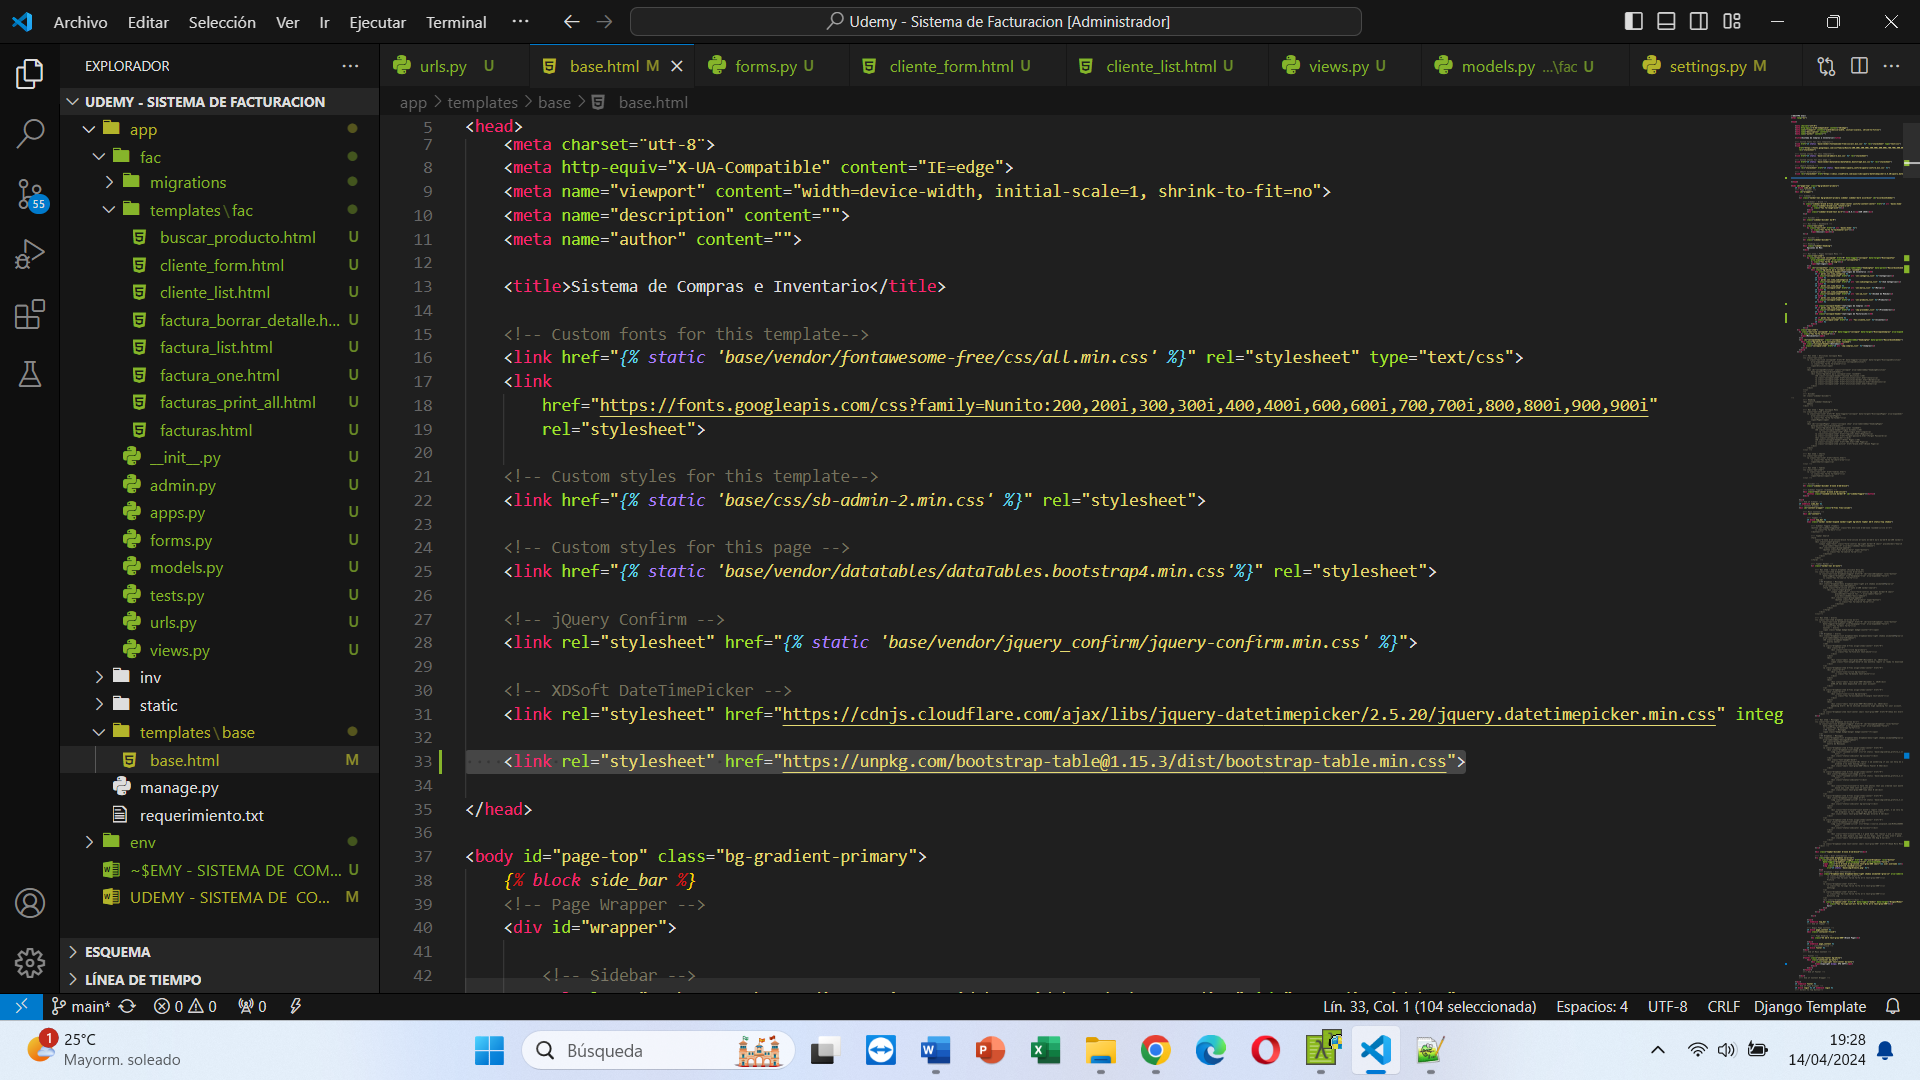 Archivo Editar Selección Ver Ir Ejecutar Terminal ··· Udemy - Sistema de Facturacion [Administrador]
EXPLORADOR ···
urls.py U base.html M forms.py U cliente_form.html U cliente_list.html U views.py U models.py ...\fac U settings.py M
app > templates > base > base.html
UDEMY - SISTEMA DE FACTURACION
app
fac
migrations
templates\fac
buscar_producto.html U
cliente_form.html U
cliente_list.html U
factura_borrar_detalle.h... U
factura_list.html U
factura_one.html U
facturas_print_all.html U
facturas.html U
__init__.py U
admin.py U
apps.py U
forms.py U
models.py U
tests.py U
urls.py U
views.py U
inv
static
templates\base
base.html M
manage.py
requerimiento.txt
env
~$EMY - SISTEMA DE COM... U
UDEMY - SISTEMA DE CO... M
ESQUEMA
LÍNEA DE TIEMPO
55
5 <head>
7 <meta charset="utf-8">
8 <meta http-equiv="X-UA-Compatible" content="IE=edge">
9 <meta name="viewport" content="width=device-width, initial-scale=1, shrink-to-fit=no">
10 <meta name="description" content="">
11 <meta name="author" content="">
12
13 <title>Sistema de Compras e Inventario</title>
14
15 <!-- Custom fonts for this template-->
16 <link href="{% static 'base/vendor/fontawesome-free/css/all.min.css' %}" rel="stylesheet" type="text/css">
17 <link
18 href="https://fonts.googleapis.com/css?family=Nunito:200,200i,300,300i,400,400i,600,600i,700,700i,800,800i,900,900i"
19 rel="stylesheet">
20
21 <!-- Custom styles for this template-->
22 <link href="{% static 'base/css/sb-admin-2.min.css' %}" rel="stylesheet">
23
24 <!-- Custom styles for this page -->
25 <link href="{% static 'base/vendor/datatables/dataTables.bootstrap4.min.css'%}" rel="stylesheet">
26
27 <!-- jQuery Confirm -->
28 <link rel="stylesheet" href="{% static 'base/vendor/jquery_confirm/jquery-confirm.min.css' %}">
29
30 <!-- XDSoft DateTimePicker -->
31 <link rel="stylesheet" href="https://cdnjs.cloudflare.com/ajax/libs/jquery-datetimepicker/2.5.20/jquery.datetimepicker.min.css" integ
32
33 <link rel="stylesheet" href="https://unpkg.com/bootstrap-table@1.15.3/dist/bootstrap-table.min.css">
34
35 </head>
36
37 <body id="page-top" class="bg-gradient-primary">
38 {% block side_bar %}
39 <!-- Page Wrapper -->
40 <div id="wrapper">
41
42 <!-- Sidebar -->
main* 0 0 0 Lín. 33, Col. 1 (104 seleccionada) Espacios: 4 UTF-8 CRLF Django Template
1 25°C
Mayorm. soleado
Búsqueda
19:28
14/04/2024